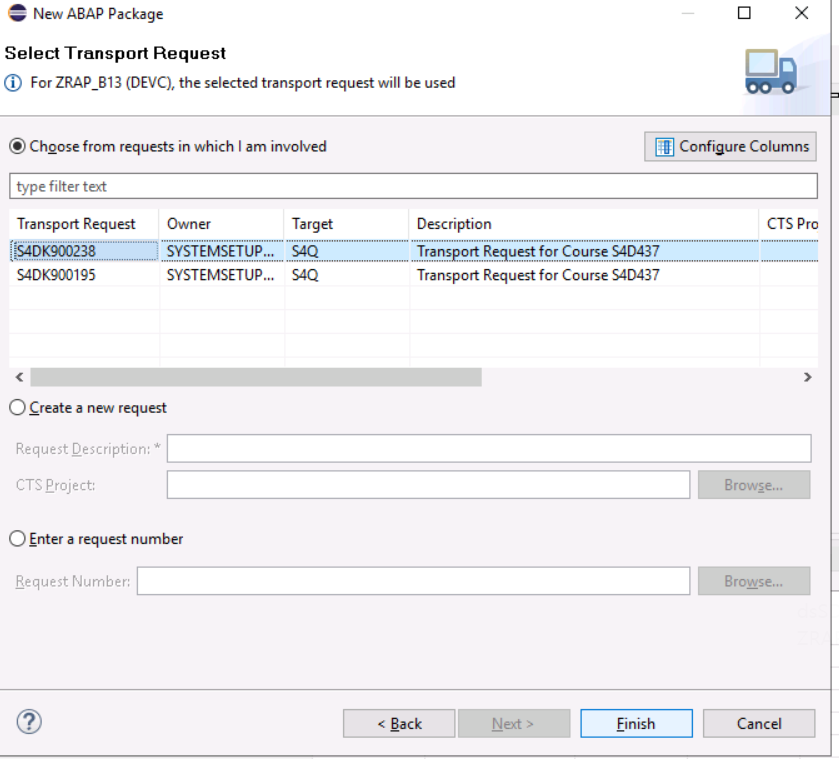 New ABAP Package
Select Transport Request
For ZRAP_B13 (DEVC), the selected transport request will be used
Choose from requests in which I am involved
Configure Columns
type filter text
Transport Request Owner Target Description CTS Pro
S4DK900238 SYSTEMSETUP... S4Q Transport Request for Course S4D437
S4DK900195 SYSTEMSETUP... S4Q Transport Request for Course S4D437
Create a new request
Request Description: *
CTS Project: Browse...
Enter a request number
Request Number: Browse...
? < Back Next > Finish Cancel